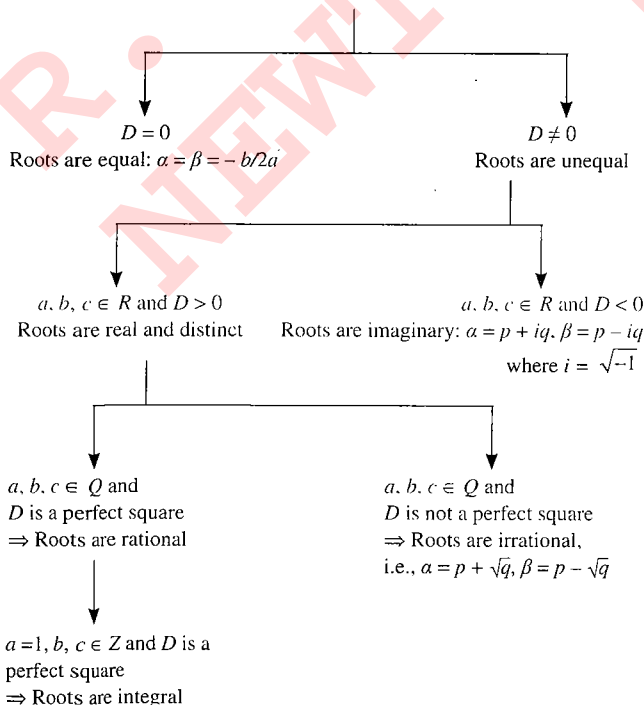 R.
NEWT
D = 0
Roots are equal: α = β = − b/2a
D ≠ 0
Roots are unequal
a, b, c ∈ R and D > 0
Roots are real and distinct
a, b, c ∈ R and D < 0
Roots are imaginary: α = p + iq, β = p − iq
where i = √−1
a, b, c ∈ Q and
D is a perfect square
⇒ Roots are rational
a, b, c ∈ Q and
D is not a perfect square
⇒ Roots are irrational,
i.e., α = p + √q, β = p − √q
a =1, b, c ∈ Z and D is a
perfect square
⇒ Roots are integral